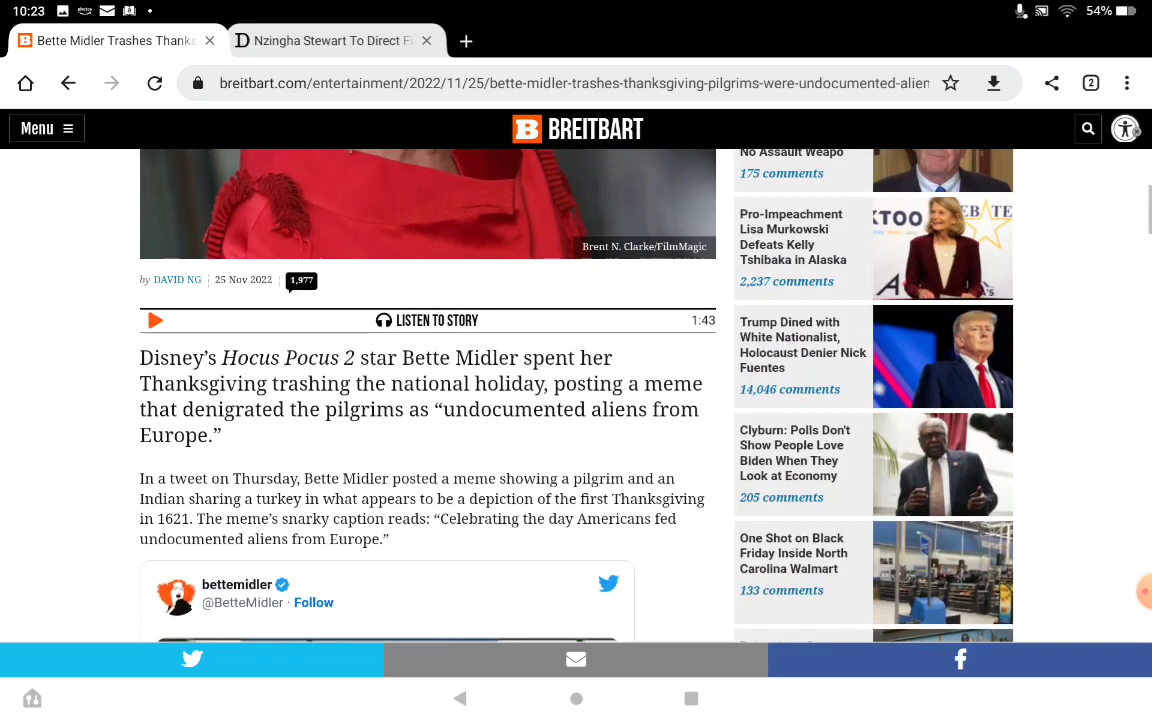 10:23
54%
Bette Midler Trashes Thanks
Nzingha Stewart To Direct Fi
breitbart.com/entertainment/2022/11/25/bette-midler-trashes-thanksgiving-pilgrims-were-undocumented-alien
2
Menu
B BREITBART
Brent N. Clarke/FilmMagic
by DAVID NG | 25 Nov 2022 | 1,977
LISTEN TO STORY
1:43
Disney’s Hocus Pocus 2 star Bette Midler spent her
Thanksgiving trashing the national holiday, posting a meme
that denigrated the pilgrims as “undocumented aliens from
Europe.”
In a tweet on Thursday, Bette Midler posted a meme showing a pilgrim and an
Indian sharing a turkey in what appears to be a depiction of the first Thanksgiving
in 1621. The meme’s snarky caption reads: “Celebrating the day Americans fed
undocumented aliens from Europe.”
bettemidler
@BetteMidler · Follow
No Assault Weapo
175 comments
Pro-Impeachment
Lisa Murkowski
Defeats Kelly
Tshibaka in Alaska
2,237 comments
KTOO
EBATE
Trump Dined with
White Nationalist,
Holocaust Denier Nick
Fuentes
14,046 comments
Clyburn: Polls Don't
Show People Love
Biden When They
Look at Economy
205 comments
One Shot on Black
Friday Inside North
Carolina Walmart
133 comments